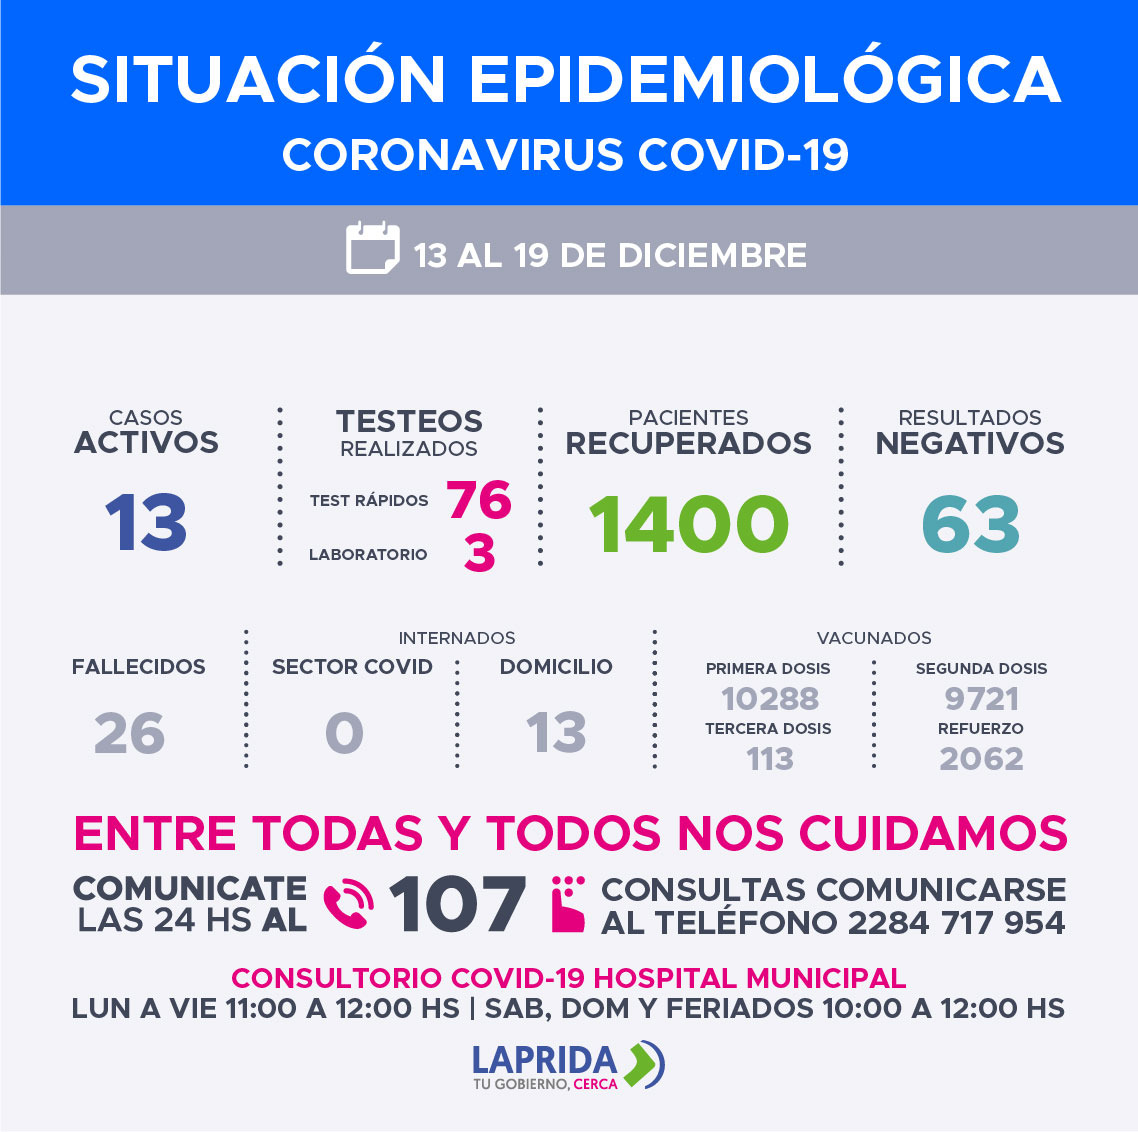 SITUACIÓN EPIDEMIOLÓGICA
CORONAVIRUS COVID-19
13 AL 19 DE DICIEMBRE
CASOS
ACTIVOS
13
TESTEOS
REALIZADOS
TEST RÁPIDOS 76
LABORATORIO 3
PACIENTES
RECUPERADOS
1400
RESULTADOS
NEGATIVOS
63
FALLECIDOS
26
INTERNADOS
SECTOR COVID
0
DOMICILIO
13
VACUNADOS
PRIMERA DOSIS
10288
SEGUNDA DOSIS
9721
TERCERA DOSIS
113
REFUERZO
2062
ENTRE TODAS Y TODOS NOS CUIDAMOS
COMUNICATE
LAS 24 HS AL
107
CONSULTAS COMUNICARSE
AL TELÉFONO 2284 717 954
CONSULTORIO COVID-19 HOSPITAL MUNICIPAL
LUN A VIE 11:00 A 12:00 HS | SAB, DOM Y FERIADOS 10:00 A 12:00 HS
LAPRIDA
TU GOBIERNO, CERCA